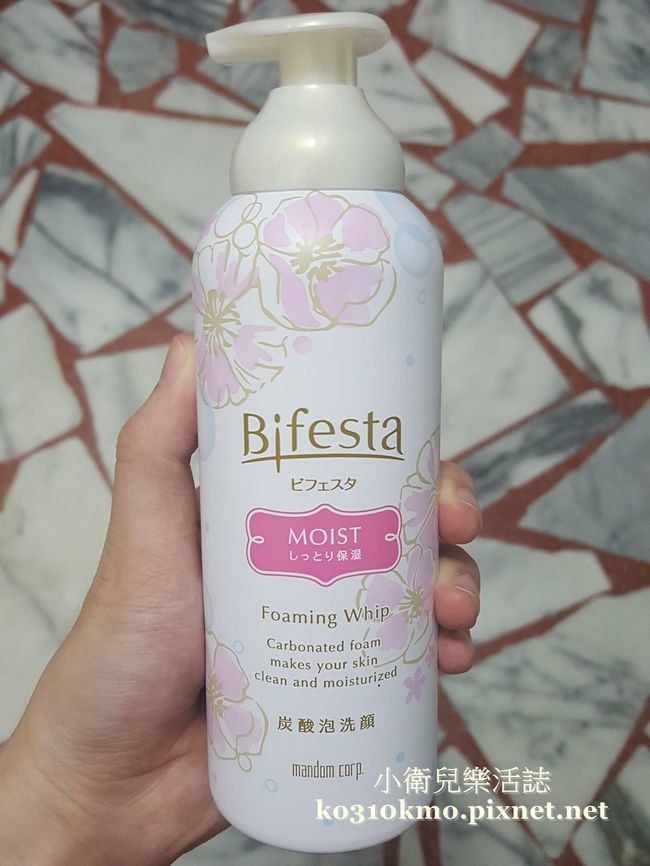 Bifesta
ビフェスタ
MOIST
しっとり保湿
Foaming Whip
Carbonated foam
makes your skin
clean and moisturized
炭酸泡洗顔
mandom corp.
小衛兒樂活誌
ko310kmo.pixnet.net